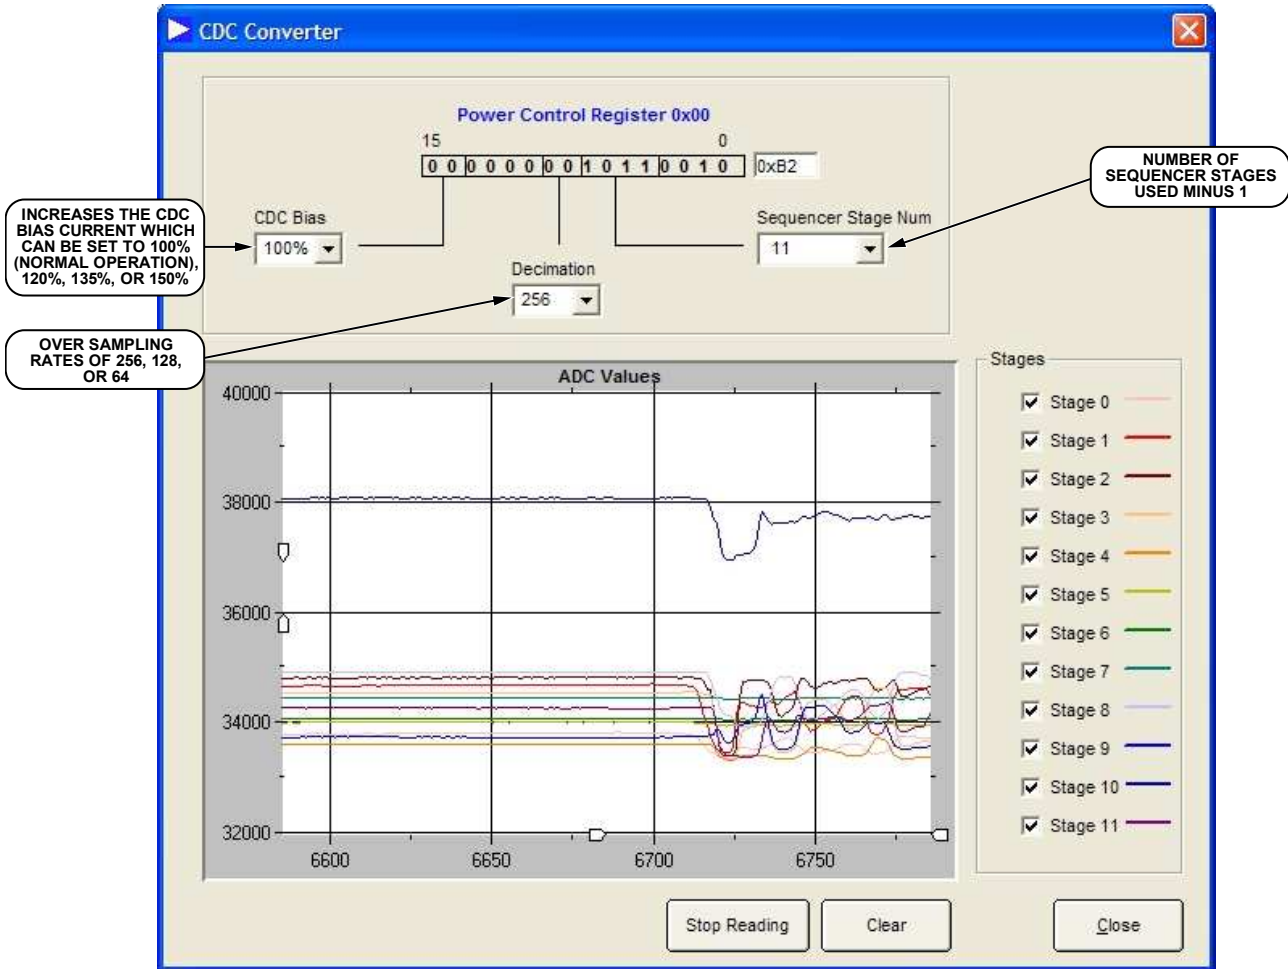 CDC Converter
Power Control Register 0x00
15 0
0 0 0 0 0 0 0 0 1 0 1 1 0 0 1 0 0xB2
NUMBER OF
SEQUENCER STAGES
USED MINUS 1
INCREASES THE CDC
BIAS CURRENT WHICH
CAN BE SET TO 100%
(NORMAL OPERATION),
120%, 135%, OR 150%
CDC Bias
100%
Decimation
256
Sequencer Stage Num
11
OVER SAMPLING
RATES OF 256, 128,
OR 64
ADC Values
40000
38000
36000
34000
32000
6600 6650 6700 6750
Stages
Stage 0
Stage 1
Stage 2
Stage 3
Stage 4
Stage 5
Stage 6
Stage 7
Stage 8
Stage 9
Stage 10
Stage 11
Stop Reading Clear Close